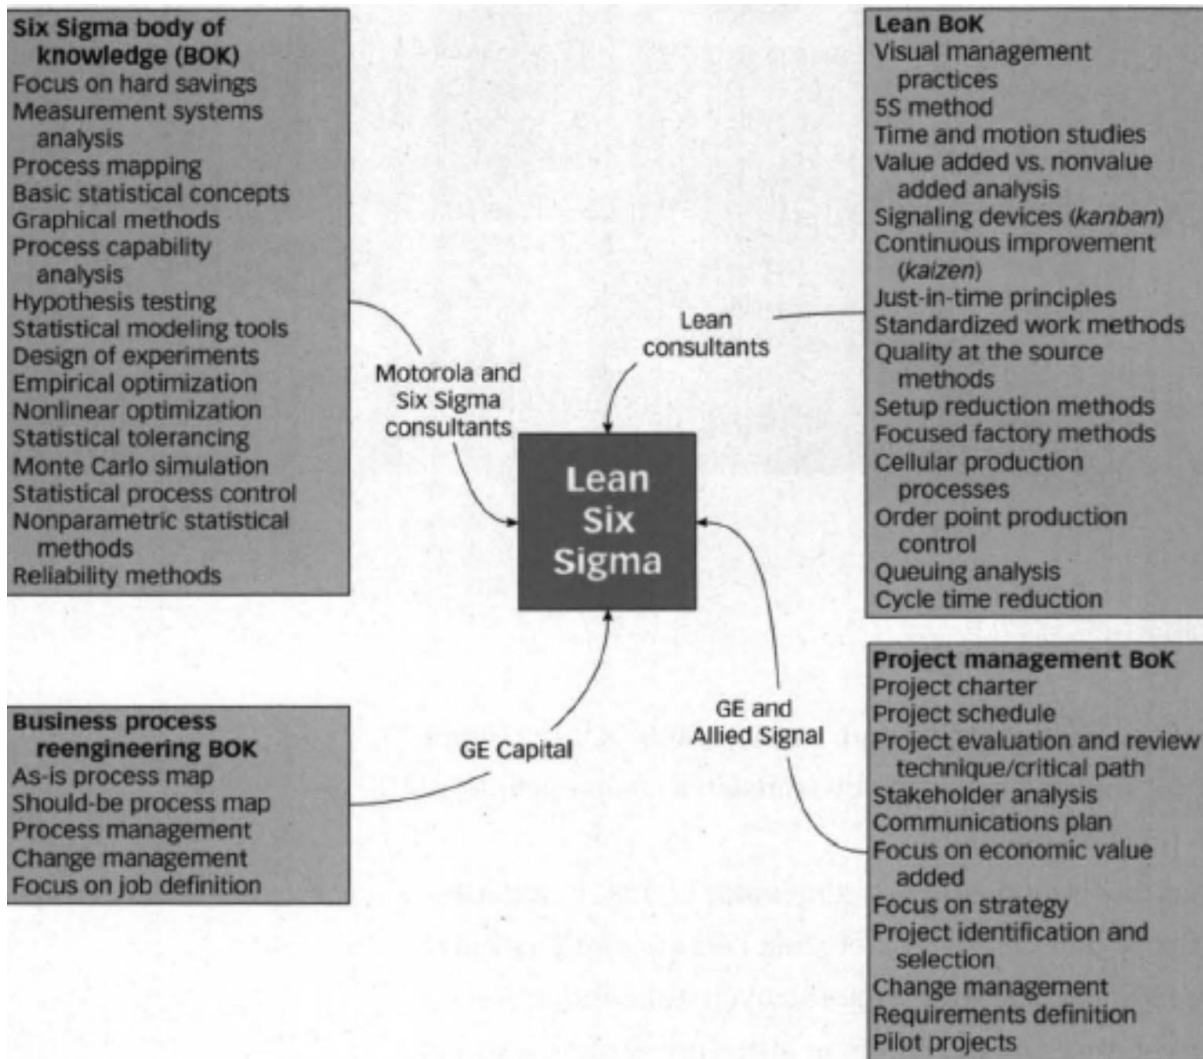 Six Sigma body of
knowledge (BOK)
Focus on hard savings
Measurement systems
analysis
Process mapping
Basic statistical concepts
Graphical methods
Process capability
analysis
Hypothesis testing
Statistical modeling tools
Design of experiments
Empirical optimization
Nonlinear optimization
Statistical tolerancing
Monte Carlo simulation
Statistical process control
Nonparametric statistical
methods
Reliability methods
Business process
reengineering BOK
As-is process map
Should-be process map
Process management
Change management
Focus on job definition
Motorola and
Six Sigma
consultants
GE Capital
Lean
Six
Sigma
Lean
consultants
GE and
Allied Signal
Lean BoK
Visual management
practices
5S method
Time and motion studies
Value added vs. nonvalue
added analysis
Signaling devices (kanban)
Continuous improvement
(kaizen)
Just-in-time principles
Standardized work methods
Quality at the source
methods
Setup reduction methods
Focused factory methods
Cellular production
processes
Order point production
control
Queuing analysis
Cycle time reduction
Project management BoK
Project charter
Project schedule
Project evaluation and review
technique/critical path
Stakeholder analysis
Communications plan
Focus on economic value
added
Focus on strategy
Project identification and
selection
Change management
Requirements definition
Pilot projects